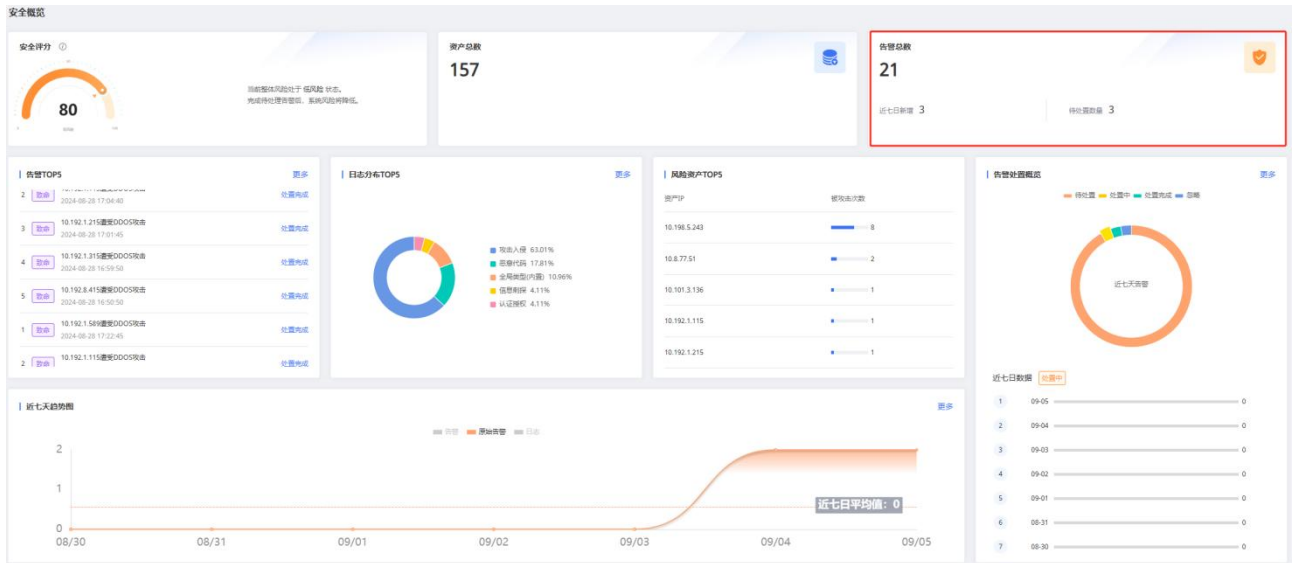 安全概览
安全评分
80
当前整体风险处于 低风险 状态。
完成待处理告警后，系统风险将降低。
资产总数
157
告警总数
21
近七日新增 3
待处置数量 3
告警TOP5 更多
2 致命 处置完成
2024-08-28 17:04:40
3 致命 10.192.1.215遭受DDOS攻击 处置完成
2024-08-28 17:01:45
4 致命 10.192.1.315遭受DDOS攻击 处置完成
2024-08-28 16:59:50
5 致命 10.192.8.415遭受DDOS攻击 处置完成
2024-08-28 16:50:50
1 致命 10.192.1.589遭受DDOS攻击 处置完成
2024-08-28 17:22:45
2 致命 10.192.1.115遭受DDOS攻击 处置完成
日志分布TOP5 更多
攻击入侵 63.01%
恶意代码 17.81%
全局类型(内置) 10.96%
信息刺探 4.11%
认证授权 4.11%
风险资产TOP5 更多
资产IP 被攻击次数
10.198.5.243 8
10.8.77.51 2
10.101.3.136 1
10.192.1.115 1
10.192.1.215 1
告警处置概览 更多
待处置 处置中 处置完成 忽略
近七天告警
近七日数据 处置中
1 09-05 0
2 09-04 0
3 09-03 0
4 09-02 0
5 09-01 0
6 08-31 0
7 08-30 0
近七天趋势图 更多
告警 原始告警 日志
2
1
0
近七日平均值：0
08/30 08/31 09/01 09/02 09/03 09/04 09/05